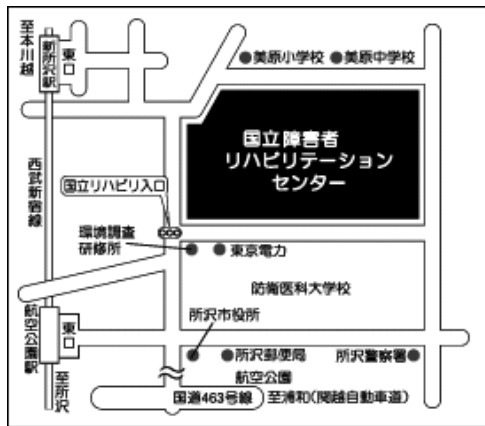 至本川越
新所沢駅
東口
●美原小学校 ●美原中学校
国立障害者
リハビリテーション
センター
西武新宿線
国立リハビリ入口
環境調査
研修所
東京電力
防衛医科大学校
航空公園駅
東口
所沢市役所
所沢郵便局
所沢警察署
航空公園
至所沢
国道463号線
至浦和(関越自動車道)